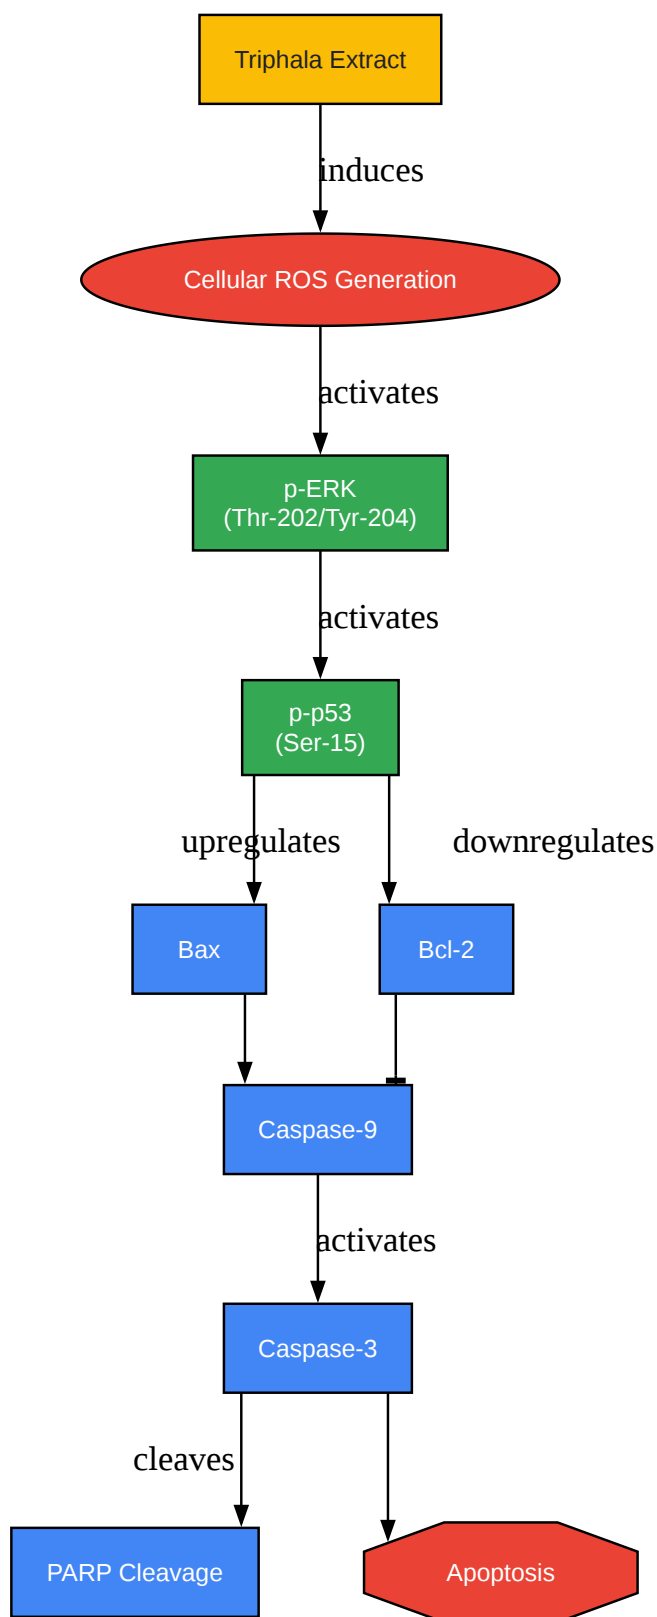 Triphala Extract
induces
Cellular ROS Generation
activates
p-ERK
(Thr-202/Tyr-204)
activates
p-p53
(Ser-15)
upregulates
downregulates
Bax
Bcl-2
Caspase-9
activates
Caspase-3
cleaves
PARP Cleavage
Apoptosis